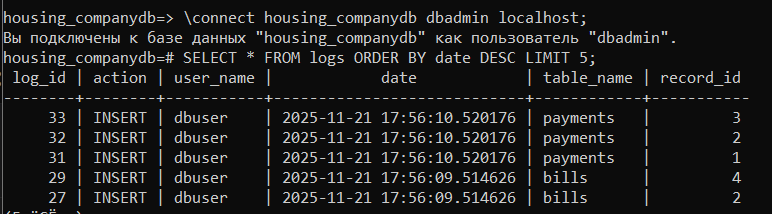 housing_companydb=> \connect housing_companydb dbadmin localhost;
Вы подключены к базе данных "housing_companydb" как пользователь "dbadmin".
housing_companydb=# SELECT * FROM logs ORDER BY date DESC LIMIT 5;
 log_id | action | user_name |            date            | table_name | record_id
--------+--------+-----------+----------------------------+------------+-----------
     33 | INSERT | dbuser    | 2025-11-21 17:56:10.520176 | payments   |         3
     32 | INSERT | dbuser    | 2025-11-21 17:56:10.520176 | payments   |         2
     31 | INSERT | dbuser    | 2025-11-21 17:56:10.520176 | payments   |         1
     29 | INSERT | dbuser    | 2025-11-21 17:56:09.514626 | bills      |         4
     27 | INSERT | dbuser    | 2025-11-21 17:56:09.514626 | bills      |         2